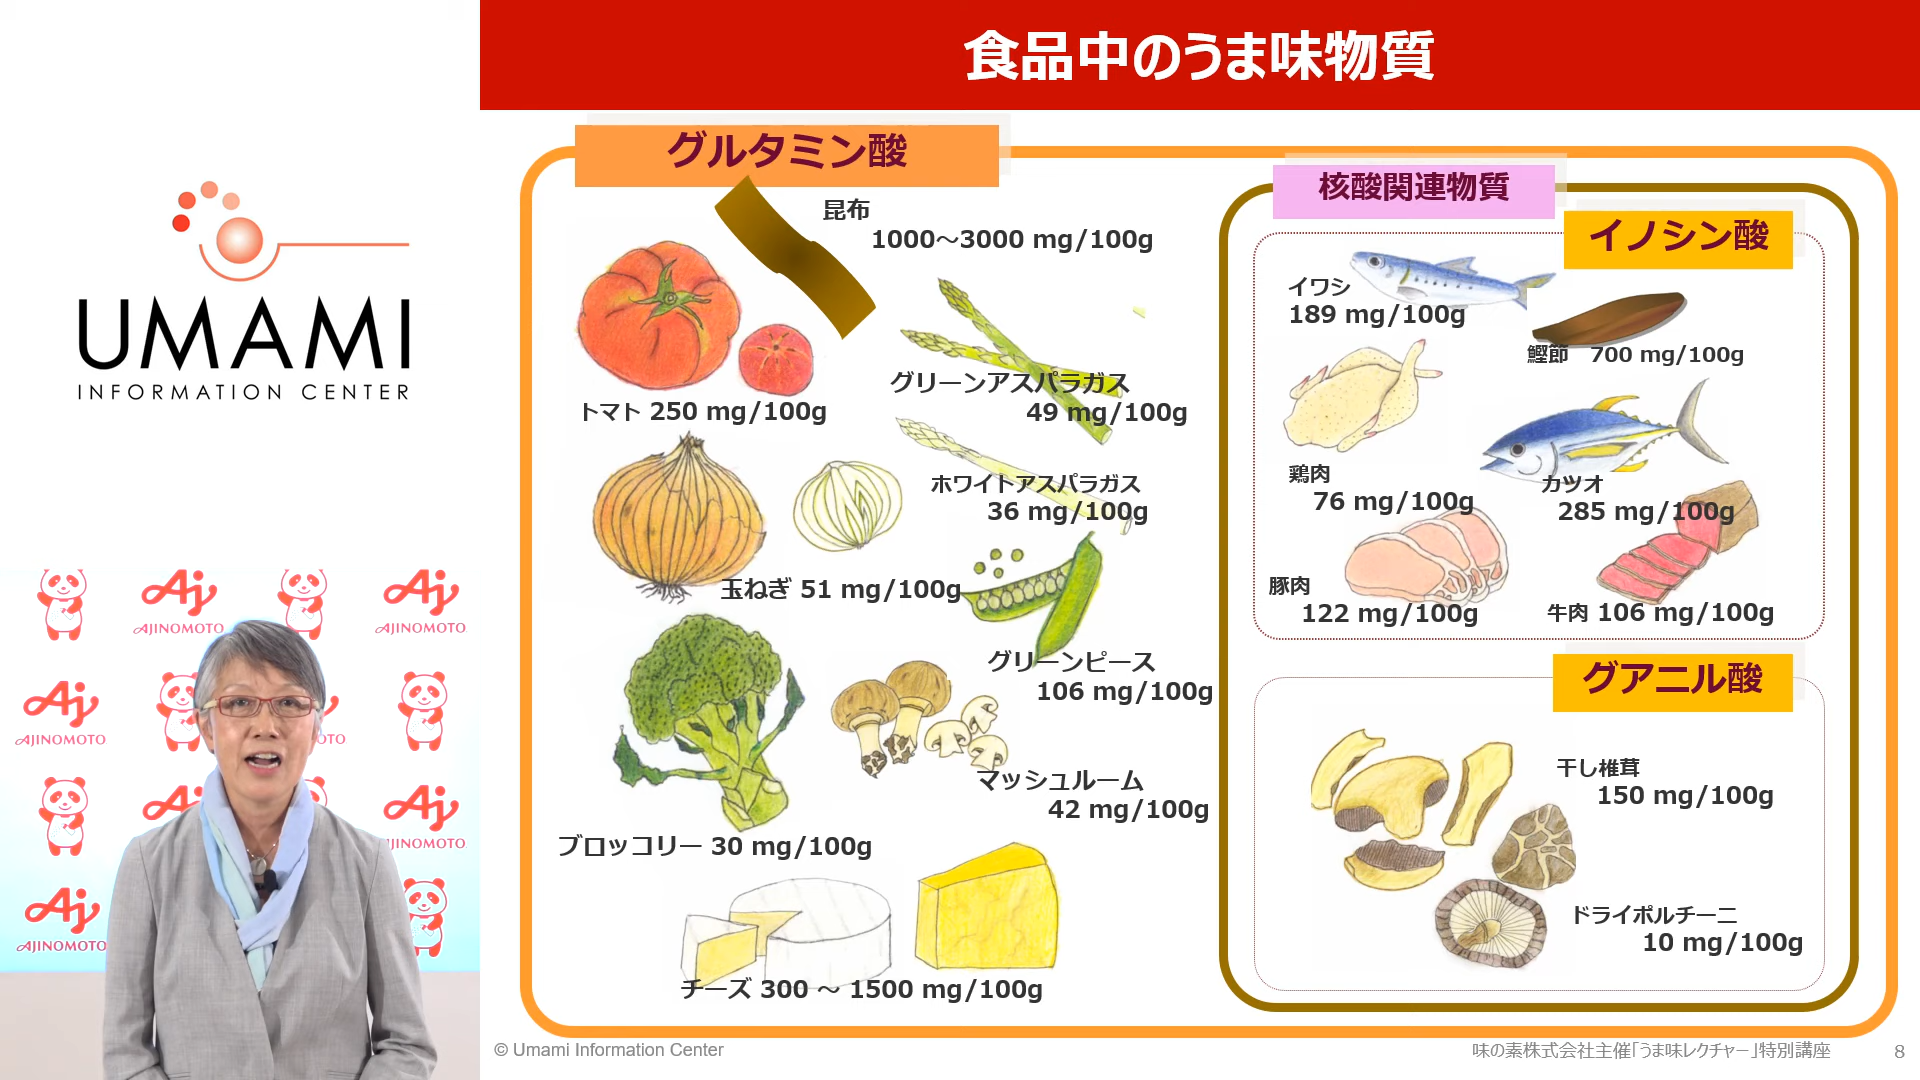 食品中のうま味物質
UMAMI
INFORMATION CENTER
グルタミン酸
昆布
1000～3000 mg/100g
トマト 250 mg/100g
グリーンアスパラガス
49 mg/100g
ホワイトアスパラガス
36 mg/100g
玉ねぎ 51 mg/100g
グリーンピース
106 mg/100g
マッシュルーム
42 mg/100g
ブロッコリー 30 mg/100g
チーズ 300 ～ 1500 mg/100g
核酸関連物質
イノシン酸
イワシ
189 mg/100g
鰹節 700 mg/100g
鶏肉
76 mg/100g
カツオ
285 mg/100g
豚肉
122 mg/100g
牛肉 106 mg/100g
グアニル酸
干し椎茸
150 mg/100g
ドライポルチーニ
10 mg/100g
Aj
AJINOMOTO
Aj
AJINOMOTO
Aj
AJINOMOTO
OTO
Aj
JINOMOTO
Aj
AJINOMOTO
© Umami Information Center
味の素株式会社主催「うま味レクチャー」特別講座
8